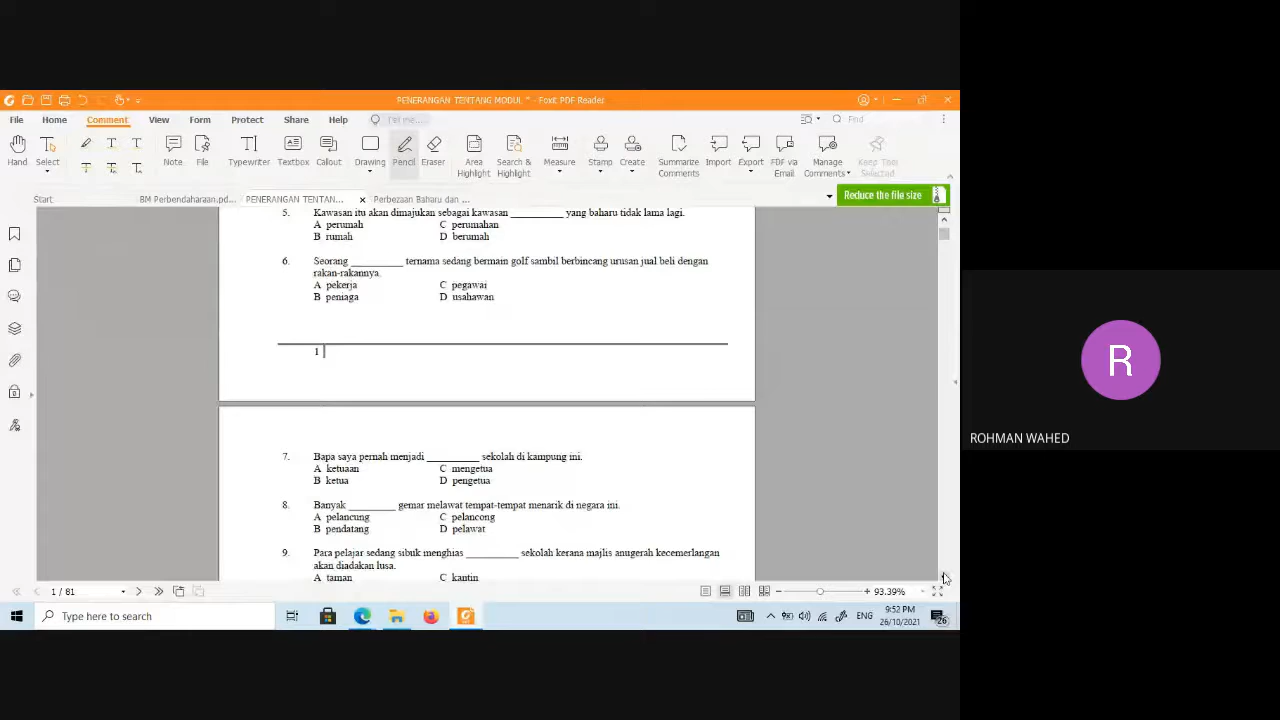 PENERANGAN TENTANG MODUL * - Foxit PDF Reader
File Home Comment View Form Protect Share Help Tell me... Find
Hand Select Note File Typewriter Textbox Callout Drawing Pencil Eraser Area Highlight Search & Highlight Measure Stamp Create Summarize Comments Import Export FDF via Email Manage Comments Keep Tool Selected
Start BM Perbendaharaan.pd... PENERANGAN TENTAN... Perbezaan Baharu dan ... Reduce the file size
5. Kawasan itu akan dimajukan sebagai kawasan __________ yang baharu tidak lama lagi.
A perumah C perumahan
B rumah D berumah
6. Seorang __________ ternama sedang bermain golf sambil berbincang urusan jual beli dengan
rakan-rakannya.
A pekerja C pegawai
B peniaga D usahawan
1
7. Bapa saya pernah menjadi __________ sekolah di kampung ini.
A ketuaan C mengetua
B ketua D pengetua
8. Banyak _________ gemar melawat tempat-tempat menarik di negara ini.
A pelancung C pelancong
B pendatang D pelawat
9. Para pelajar sedang sibuk menghias __________ sekolah kerana majlis anugerah kecemerlangan
akan diadakan lusa.
A taman C kantin
1 / 81 93.39%
Type here to search ENG 9:52 PM
26/10/2021 26
R
ROHMAN WAHED